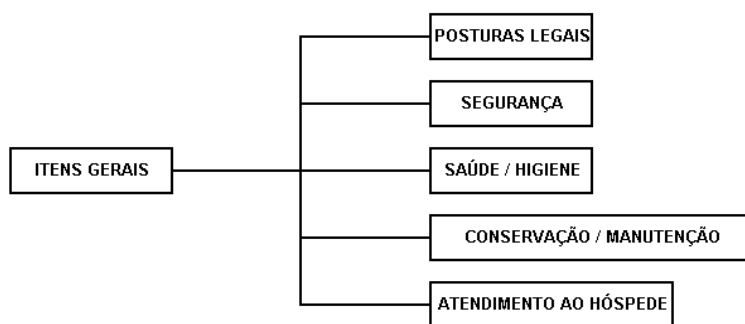 POSTURAS LEGAIS
SEGURANÇA
ITENS GERAIS
SAÚDE / HIGIENE
CONSERVAÇÃO / MANUTENÇÃO
ATENDIMENTO AO HÓSPEDE